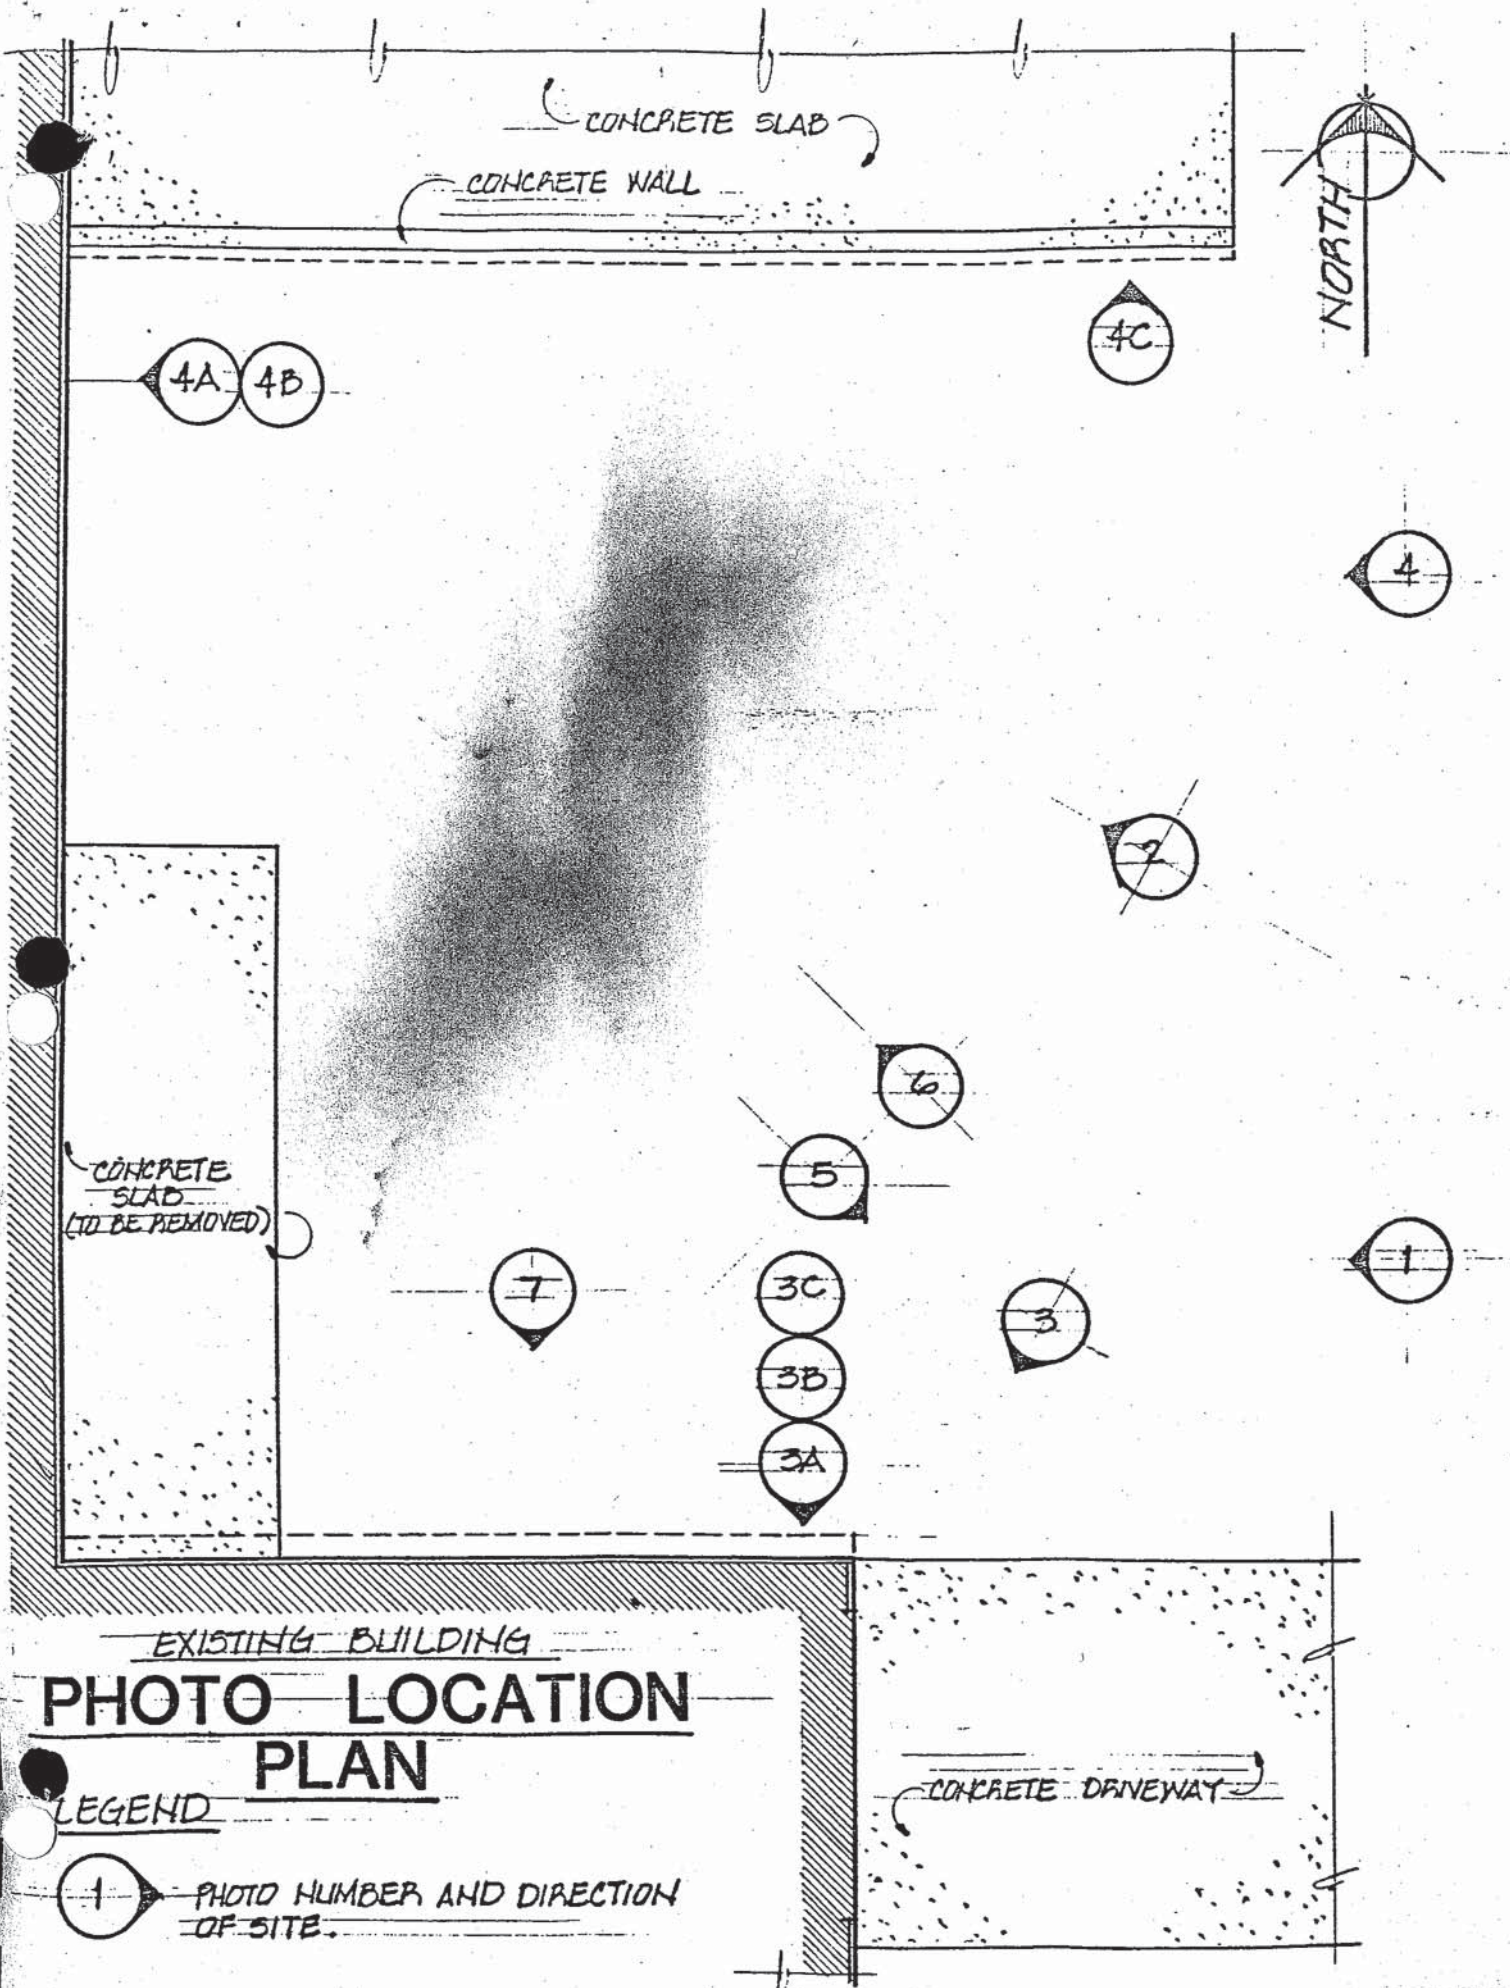 CONCRETE SLAB
CONCRETE WALL
NORTH
4C
4A 4B
4
2
6
5
CONCRETE
SLAB
(TO BE REMOVED)
7
3C
3
1
3B
3A
EXISTING BUILDING
PHOTO LOCATION
PLAN
CONCRETE DRIVEWAY
LEGEND
1 PHOTO NUMBER AND DIRECTION
OF SITE.